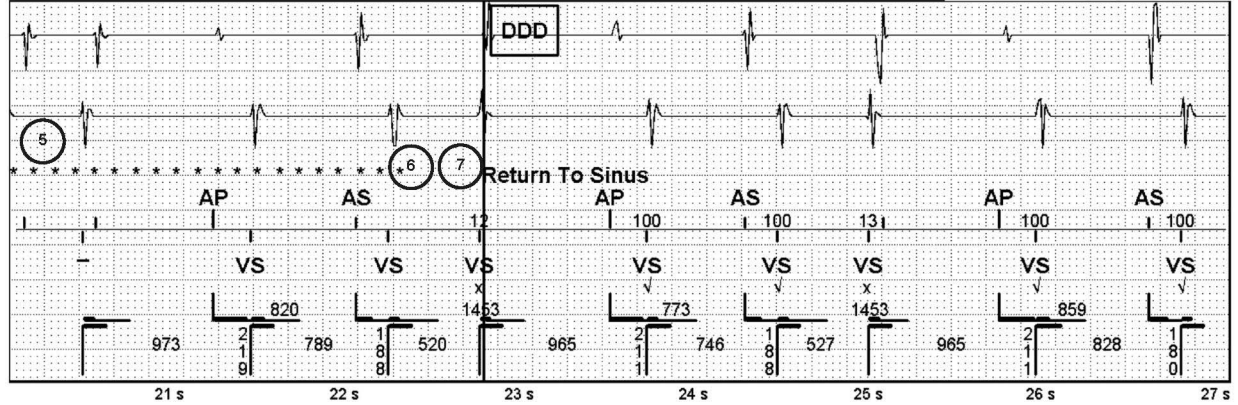 DDD
5
* * * * * * * * * * * * * * * * * * * 6 7 Return To Sinus
AP AS AP AS AP AS
12 100 100 13 100 100
– VS VS VS VS VS VS VS VS
x √ √ x √ √
820 1453 773 1453 859
973 219 789 188 520 965 211 746 188 527 965 211 828 180
21 s 22 s 23 s 24 s 25 s 26 s 27 s